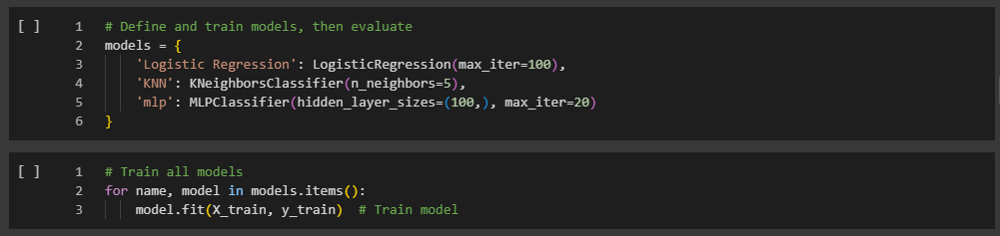 [ ] 1 # Define and train models, then evaluate
2 models = {
3     'Logistic Regression': LogisticRegression(max_iter=100),
4     'KNN': KNeighborsClassifier(n_neighbors=5),
5     'mlp': MLPClassifier(hidden_layer_sizes=(100,), max_iter=20)
6 }
[ ] 1 # Train all models
2 for name, model in models.items():
3     model.fit(X_train, y_train)  # Train model